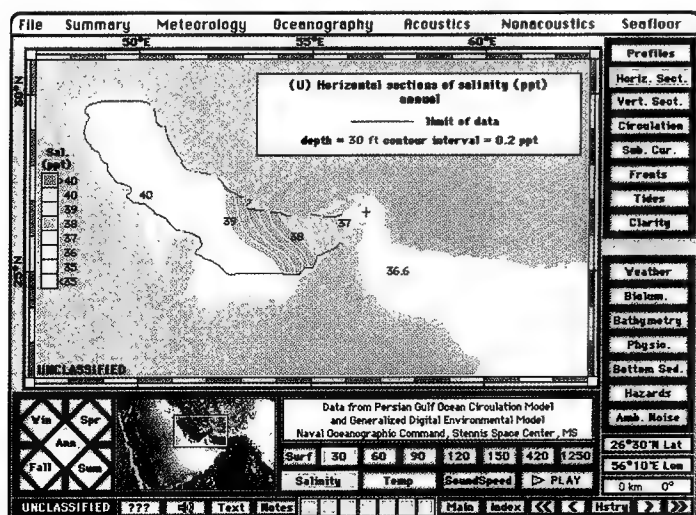 File Summary Meteorology Oceanography Acoustics Nonacoustics Seafloor
50°E 55°E 60°E
30°N
25°N
(U) Horizontal sections of salinity (ppt)
annual
limit of data
depth = 30 ft contour interval = 0.2 ppt
Sal.
(ppt)
>40
40
39
38
37
36
35
<35
40
39
?
38
37
+
36.6
UNCLASSIFIED
Profiles
Horiz. Sect.
Vert. Sect.
Circulation
Sub. Cur.
Fronts
Tides
Clarity
Weather
Biolum.
Bathymetry
Physio.
Bottom Sed.
Hazards
Amb. Noise
26°30'N Lat
56°10'E Lon
0 km 0°
Win Spr
Ann
Fall Sum
Data from Persian Gulf Ocean Circulation Model
and Generalized Digital Environmental Model
Naval Oceanographic Command, Stennis Space Center, MS
Surf 30 60 90 120 150 420 1250
Salinity Temp SoundSpeed ▷ PLAY
UNCLASSIFIED ??? Text Notes Main Index << < Hstry > >>